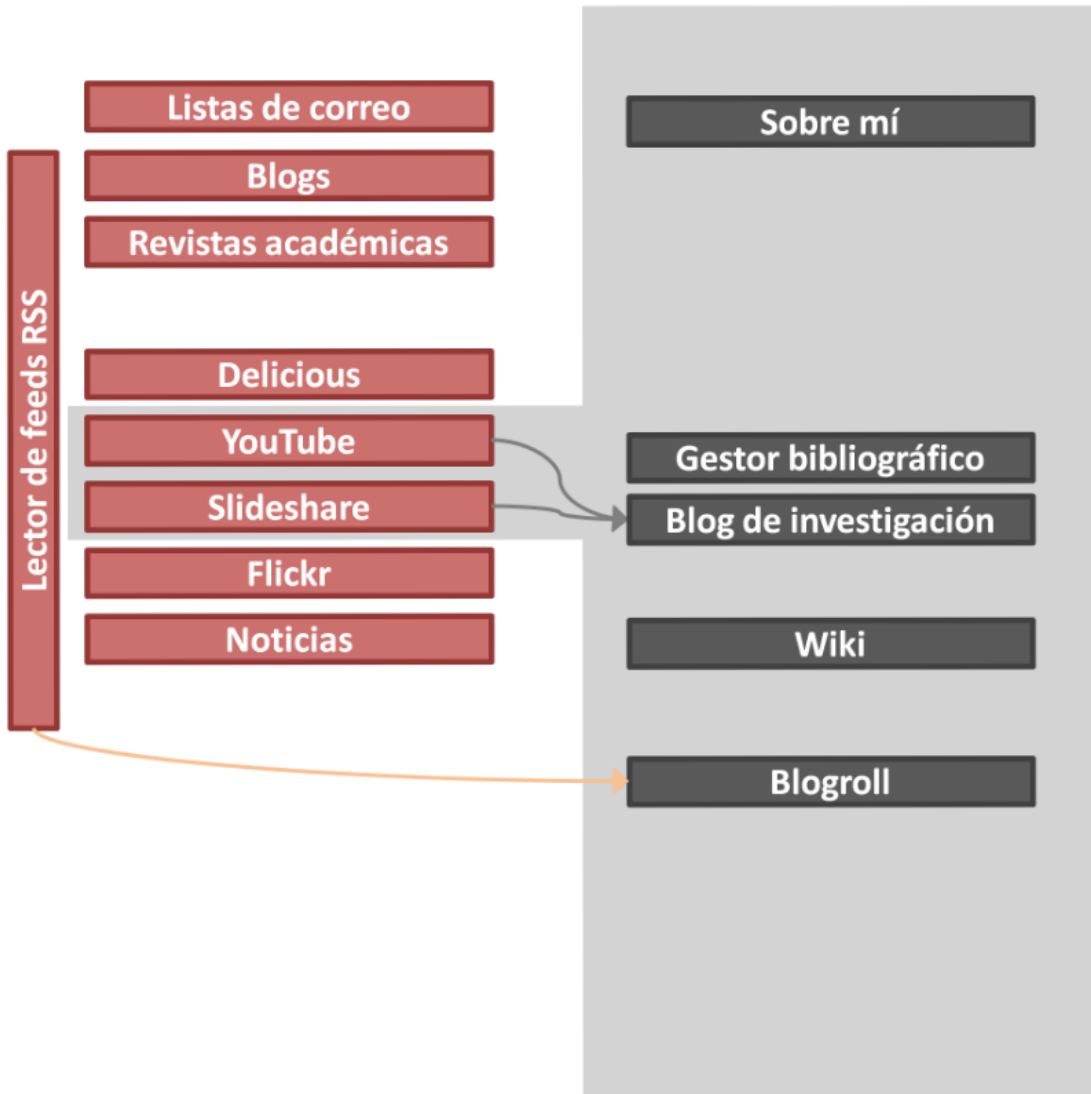 Listas de correo
Blogs
Revistas académicas
Lector de feeds RSS
Delicious
YouTube
Slideshare
Flickr
Noticias
Sobre mí
Gestor bibliográfico
Blog de investigación
Wiki
Blogroll